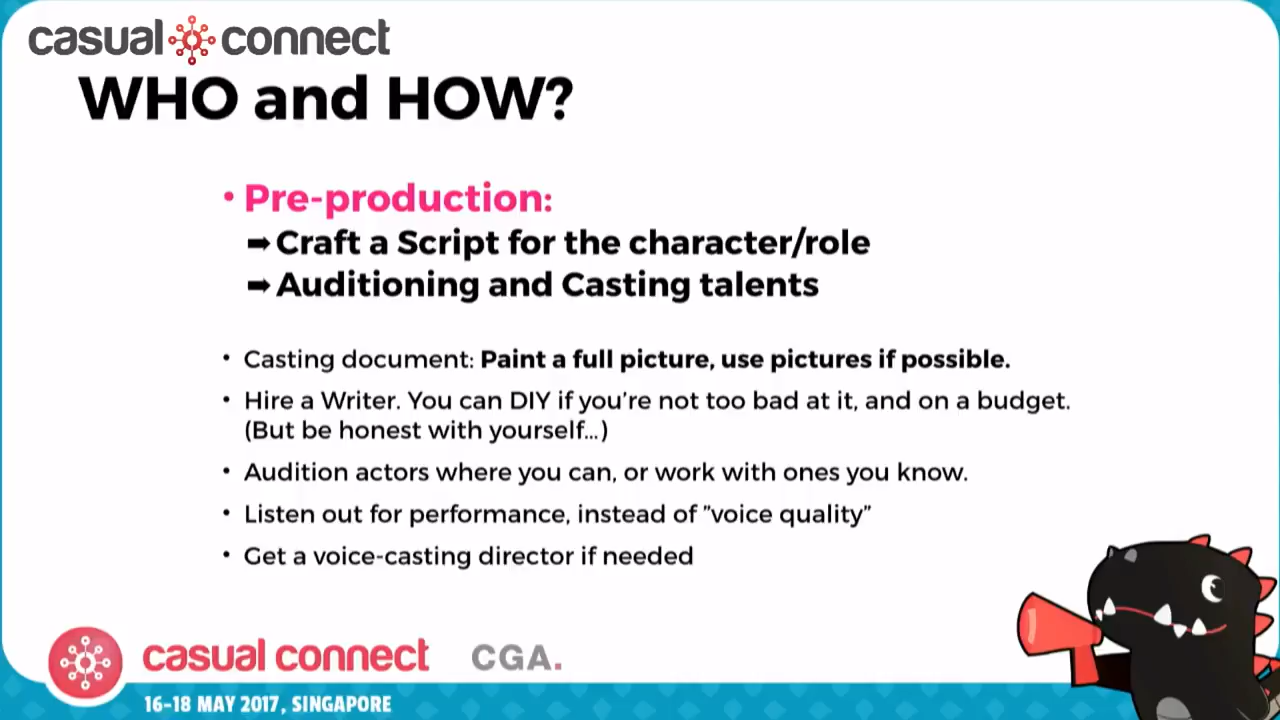 casual connect
WHO and HOW?
• Pre-production:
➡ Craft a Script for the character/role
➡ Auditioning and Casting talents
• Casting document: Paint a full picture, use pictures if possible.
• Hire a Writer. You can DIY if you're not too bad at it, and on a budget.
(But be honest with yourself...)
• Audition actors where you can, or work with ones you know.
• Listen out for performance, instead of "voice quality"
• Get a voice-casting director if needed
casual connect CGA.
16-18 MAY 2017, SINGAPORE